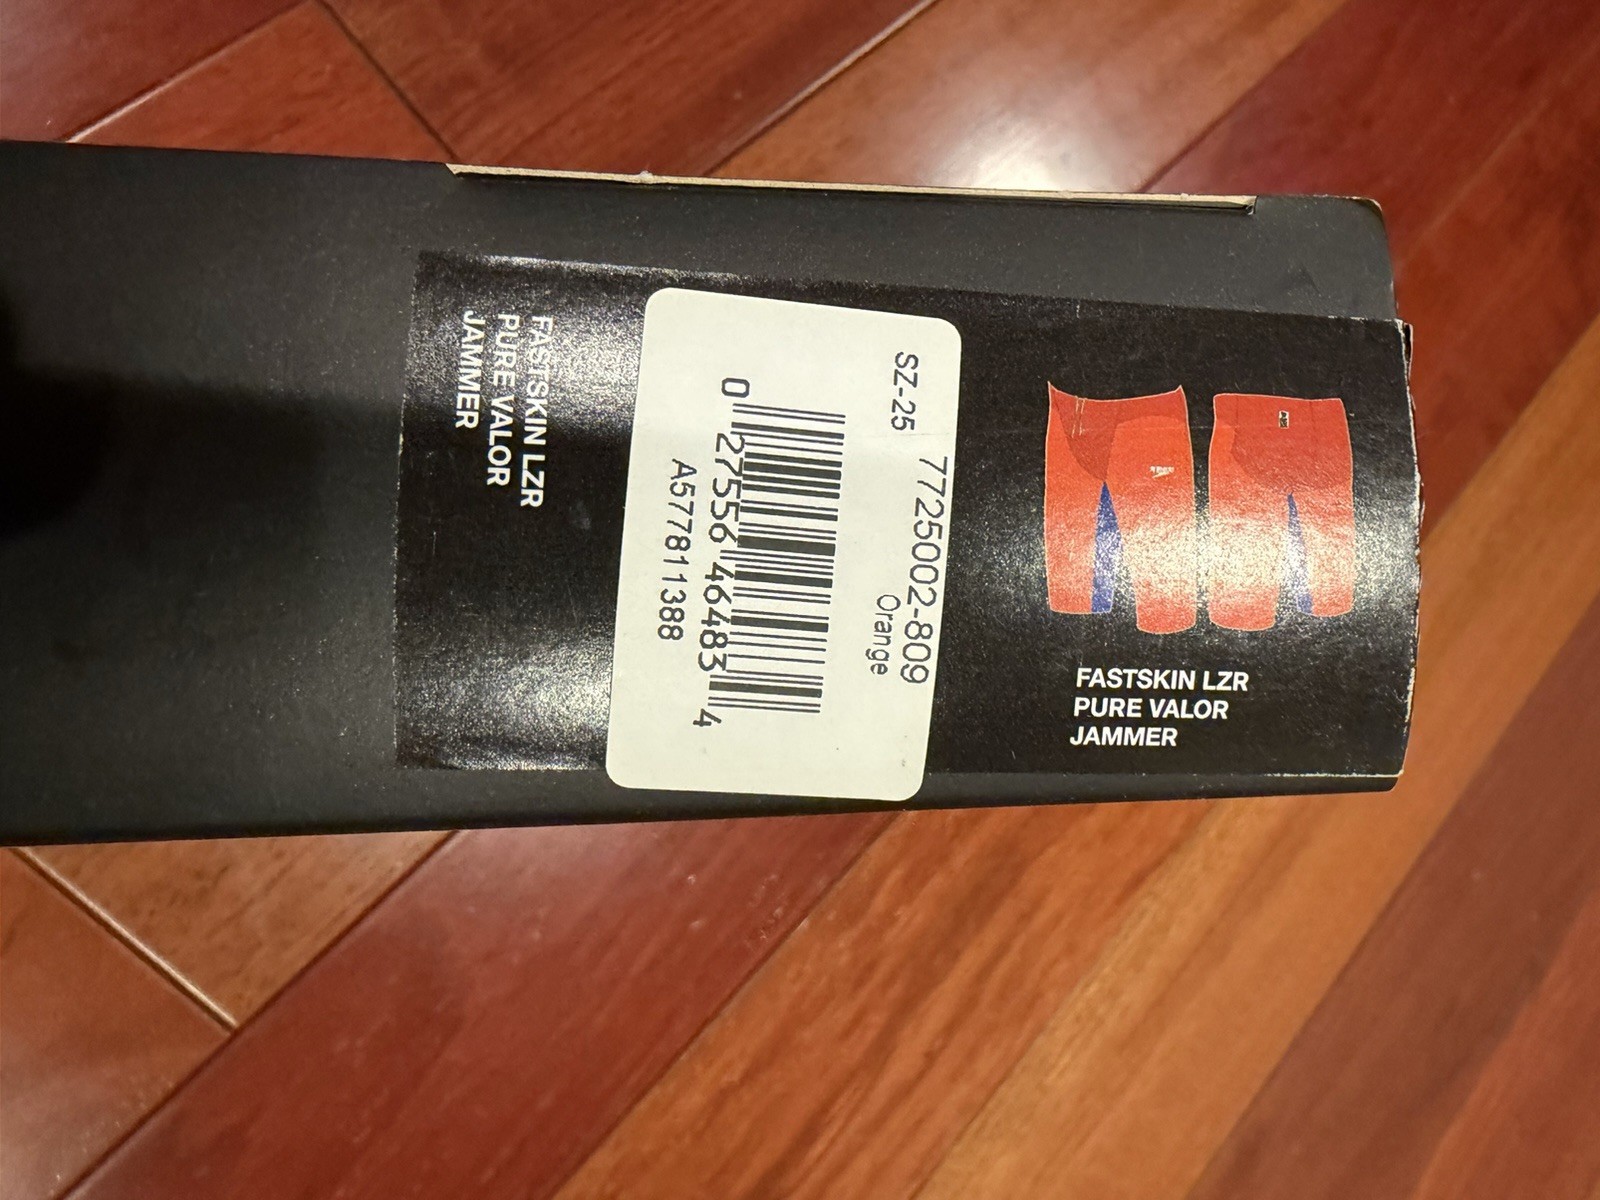 FASTSKIN LZR
PURE VALOR
JAMMER
7725002-809
SZ-25
Orange
0 27556 46483 4
A577811388
FASTSKIN LZR
PURE VALOR
JAMMER